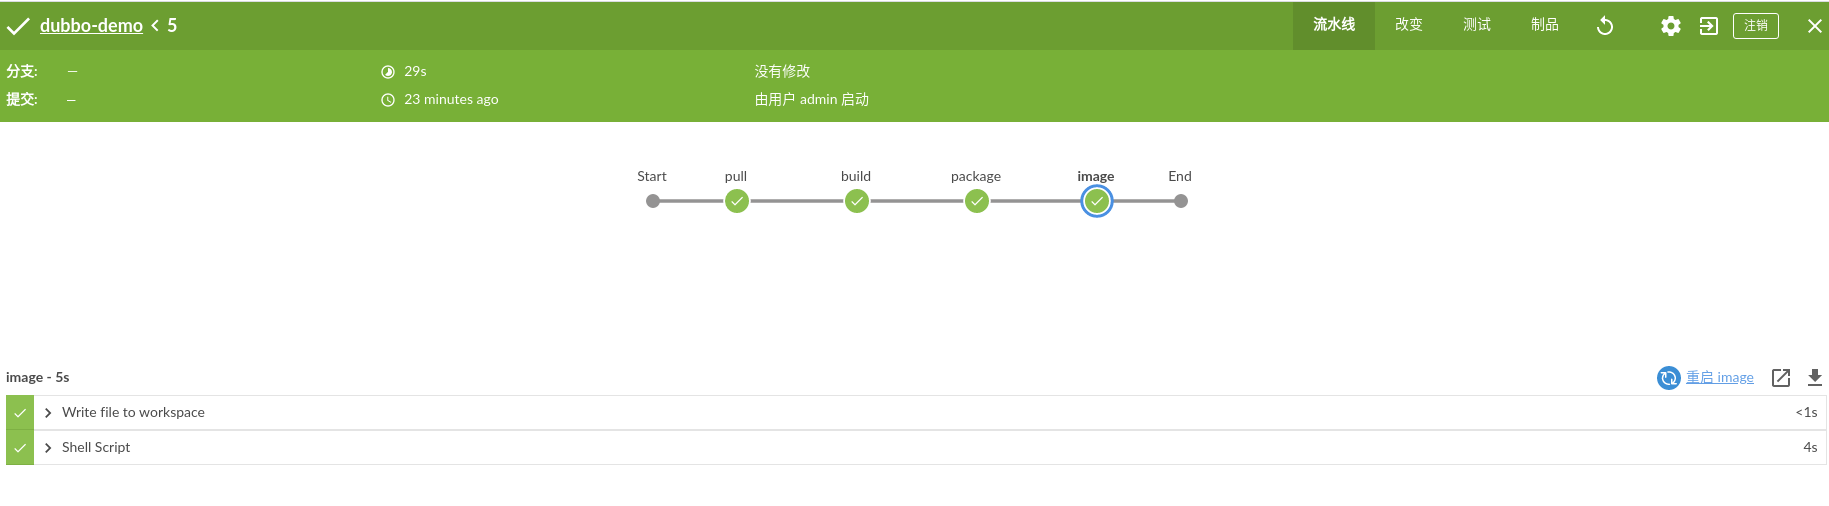 dubbo-demo < 5 流水线 改变 测试 制品 注销
分支: — 29s 没有修改
提交: — 23 minutes ago 由用户 admin 启动
Start pull build package image End
image - 5s 重启 image
Write file to workspace <1s
Shell Script 4s